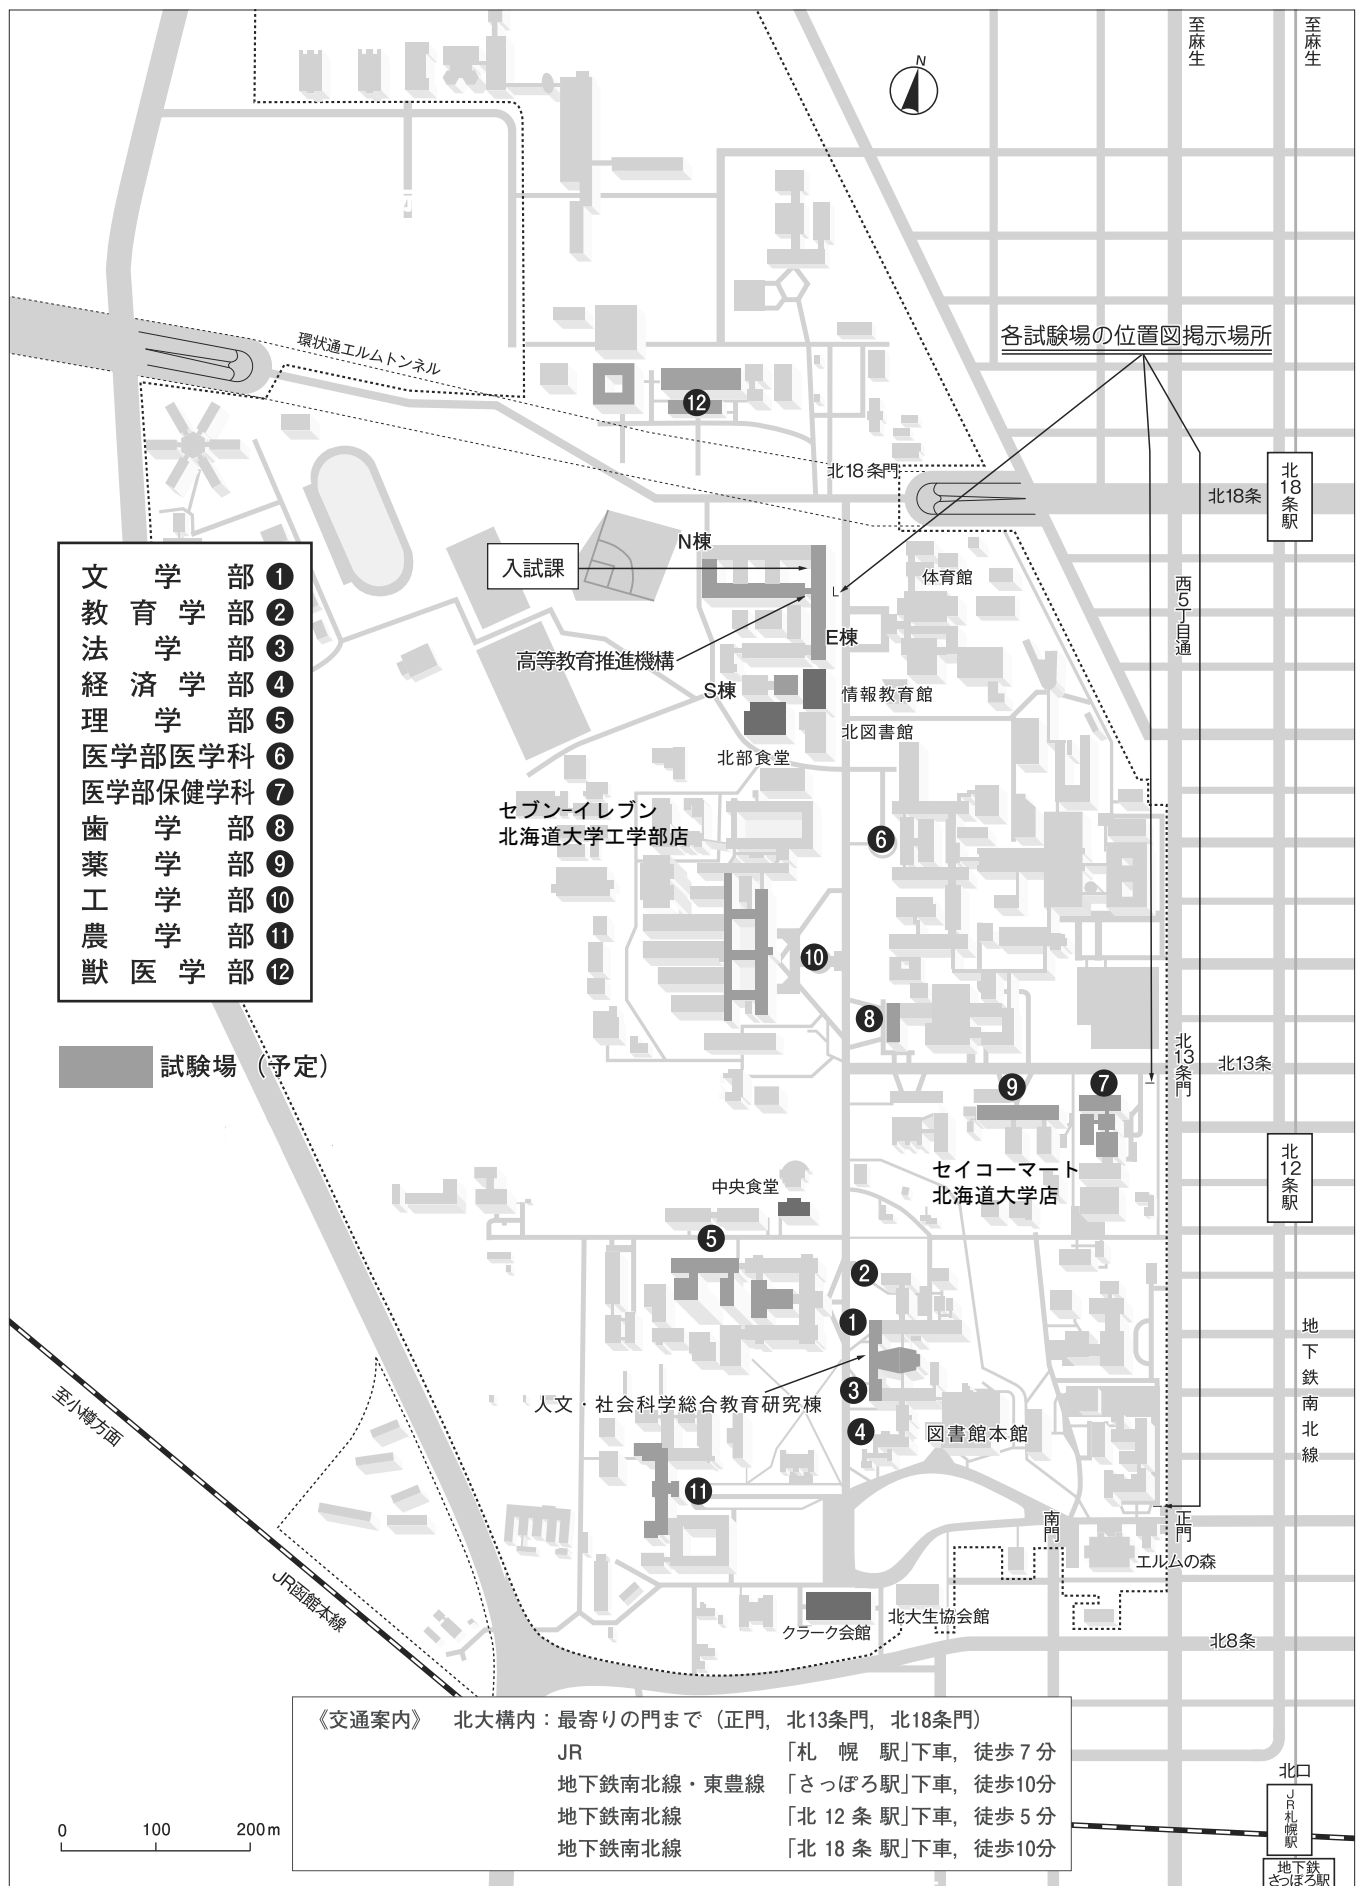 至麻生
至麻生
N
各試験場の位置図掲示場所
環状通エルムトンネル
⑫
北18条門
北18条
北18条駅
N棟
入試課
体育館
西5丁目通
E棟
高等教育推進機構
S棟
情報教育館
北図書館
北部食堂
文学部❶
教育学部❷
法学部❸
経済学部❹
理学部❺
医学部医学科❻
医学部保健学科❼
歯学部❽
薬学部❾
工学部❿
農学部⓫
獣医学部⓬
試験場（予定）
セブン-イレブン
北海道大学工学部店
❻
❿
❽
北13条門
北13条
❾
❼
北12条駅
セイコーマート
北海道大学店
中央食堂
❺
❷
❶
❸
❹
人文・社会科学総合教育研究棟
図書館本館
地下鉄南北線
⓫
至小樽方面
JR函館本線
南門
正門
エルムの森
クラーク会館
北大生協会館
北8条
《交通案内》　北大構内：最寄りの門まで（正門，北13条門，北18条門）
JR　「札　幌　駅」下車，徒歩７分
地下鉄南北線・東豊線　「さっぽろ駅」下車，徒歩10分
地下鉄南北線　「北 12 条 駅」下車，徒歩５分
地下鉄南北線　「北 18 条 駅」下車，徒歩10分
0　100　200m
北口
JR札幌駅
地下鉄
さっぽろ駅